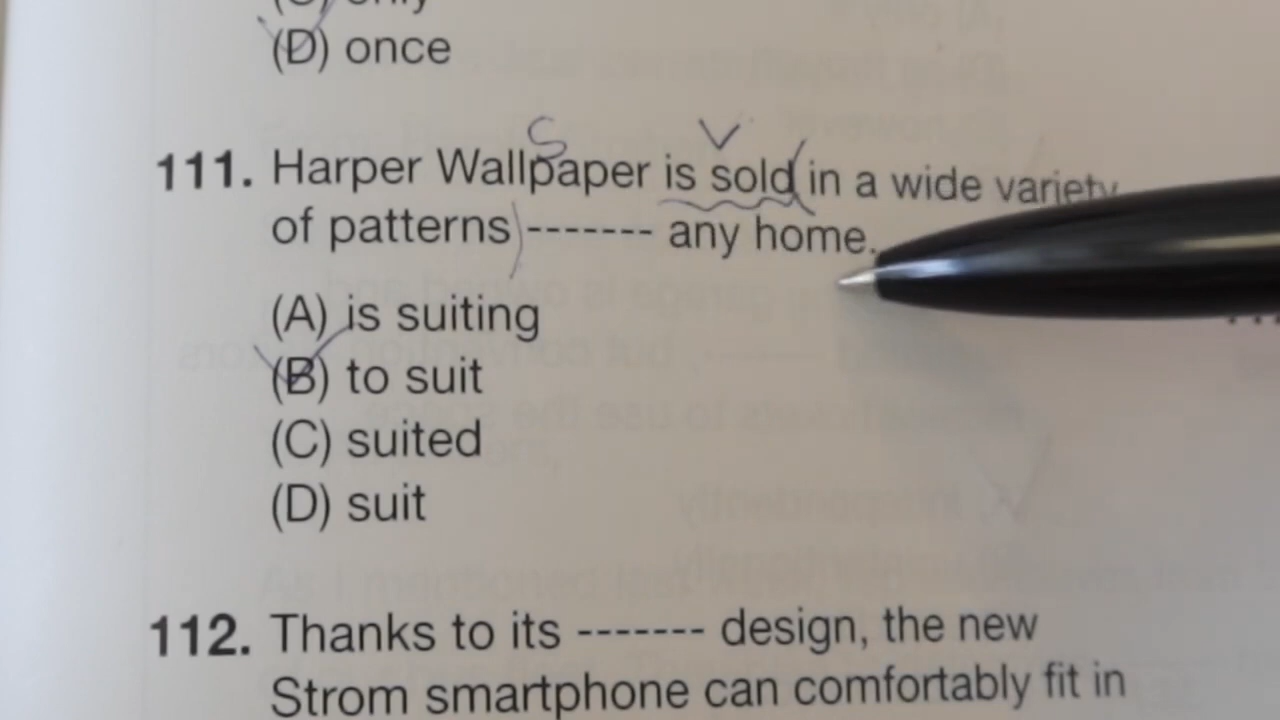 (D) once
S V
111. Harper Wallpaper is sold in a wide variety
of patterns ------- any home.
(A) is suiting
(B) to suit
(C) suited
(D) suit
112. Thanks to its ------- design, the new
Strom smartphone can comfortably fit in